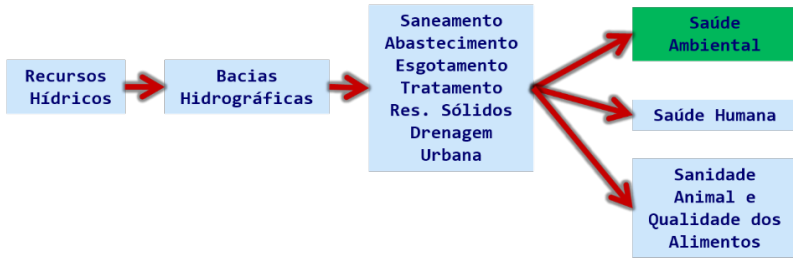 Recursos
Hídricos
Bacias
Hidrográficas
Saneamento
Abastecimento
Esgotamento
Tratamento
Res. Sólidos
Drenagem
Urbana
Saúde
Ambiental
Saúde Humana
Sanidade
Animal e
Qualidade dos
Alimentos